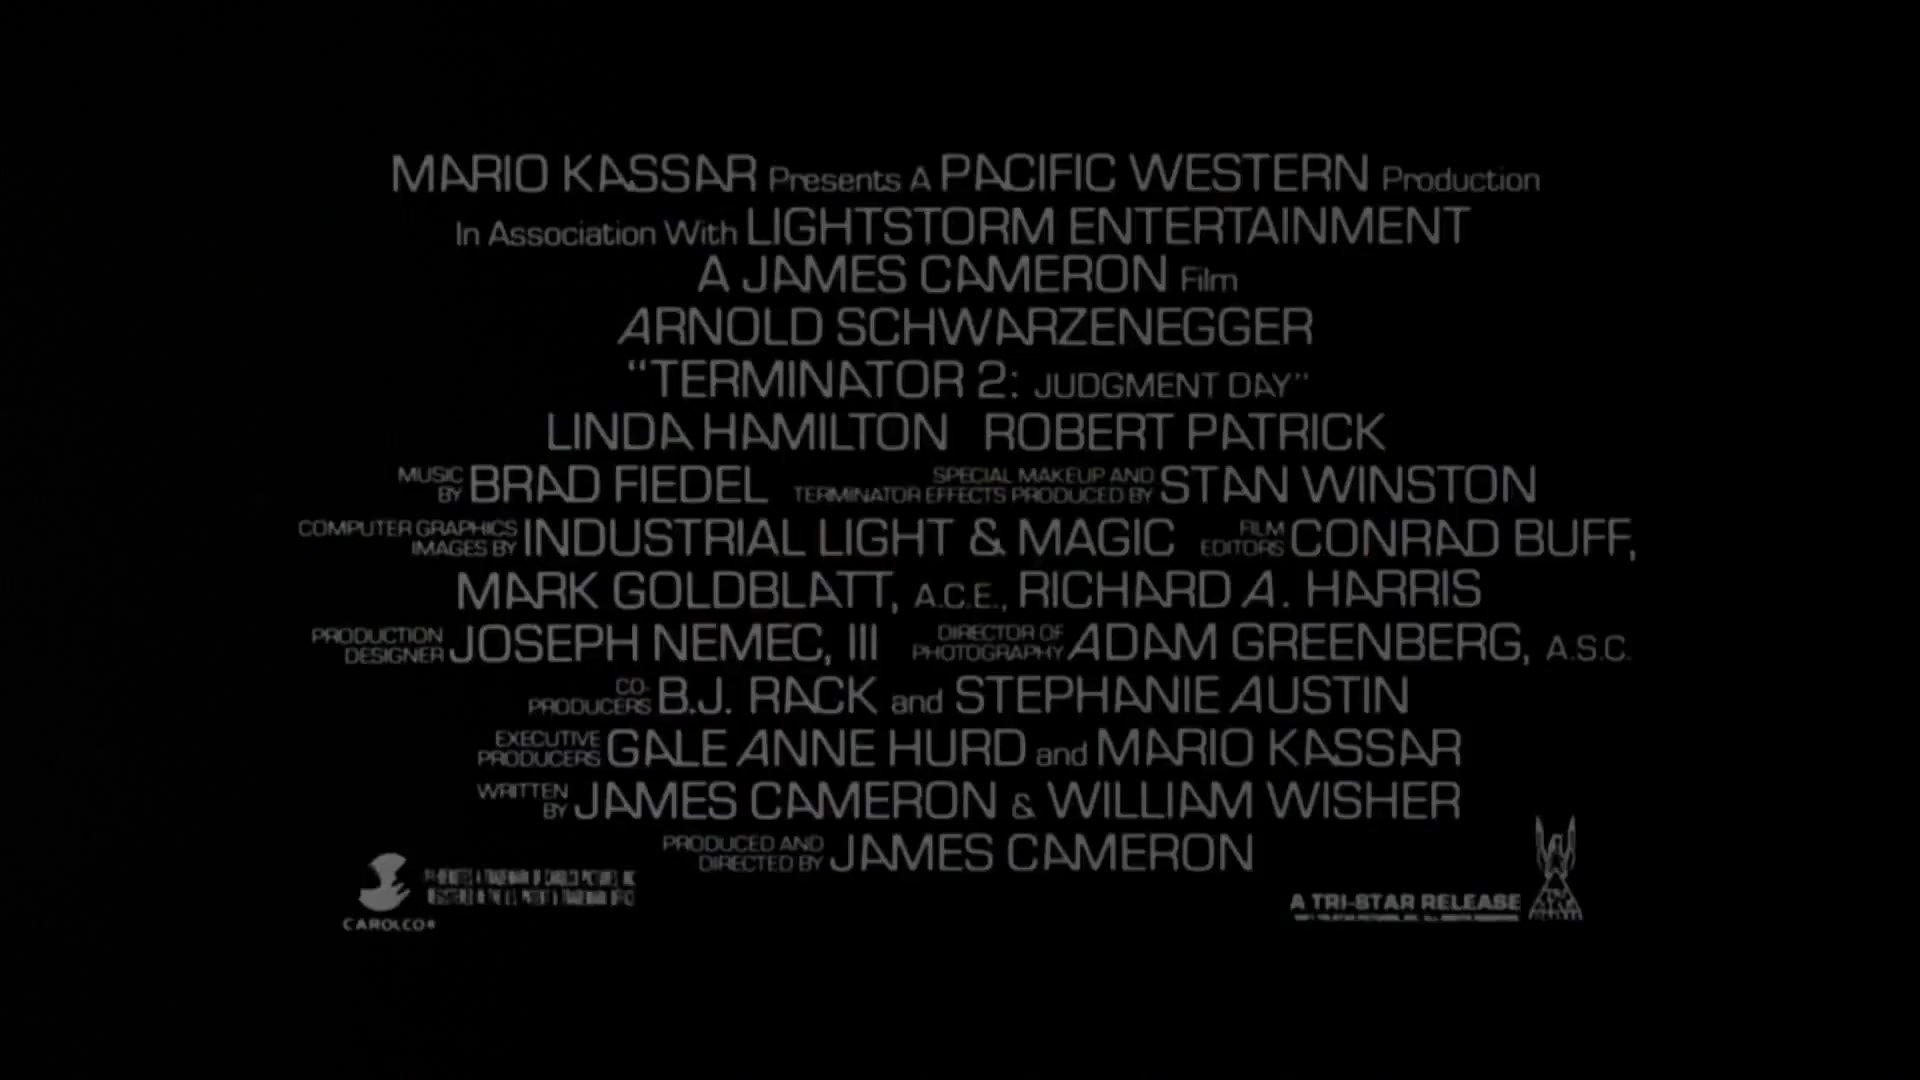 MARIO KASSAR Presents A PACIFIC WESTERN Production
In Association With LIGHTSTORM ENTERTAINMENT
A JAMES CAMERON Film
ARNOLD SCHWARZENEGGER
“TERMINATOR 2: JUDGMENT DAY”
LINDA HAMILTON ROBERT PATRICK
MUSIC BY BRAD FIEDEL SPECIAL MAKEUP AND TERMINATOR EFFECTS PRODUCED BY STAN WINSTON
COMPUTER GRAPHICS IMAGES BY INDUSTRIAL LIGHT & MAGIC FILM EDITORS CONRAD BUFF,
MARK GOLDBLATT, A.C.E., RICHARD A. HARRIS
PRODUCTION DESIGNER JOSEPH NEMEC, III DIRECTOR OF PHOTOGRAPHY ADAM GREENBERG, A.S.C.
CO-PRODUCERS B.J. RACK and STEPHANIE AUSTIN
EXECUTIVE PRODUCERS GALE ANNE HURD and MARIO KASSAR
WRITTEN BY JAMES CAMERON & WILLIAM WISHER
PRODUCED AND DIRECTED BY JAMES CAMERON
CAROLCO®
A TRI-STAR RELEASE